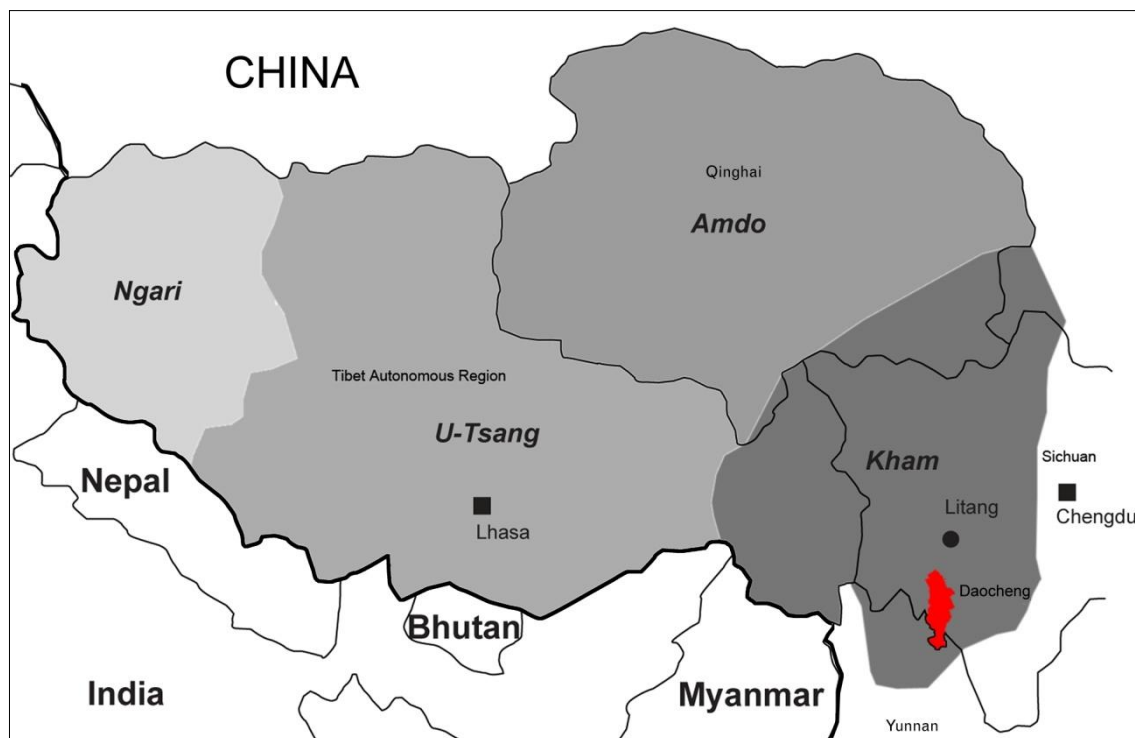 CHINA
Qinghai
Amdo
Ngari
Tibet Autonomous Region
U-Tsang
Kham
Sichuan
Nepal
Lhasa
Litang
Chengdu
Daocheng
Bhutan
India
Myanmar
Yunnan